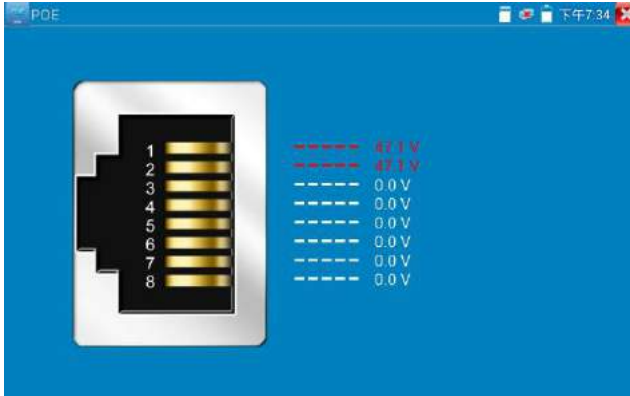 POE
下午7:34
1 ----- 47.1 V
2 ----- 47.1 V
3 ----- 0.0 V
4 ----- 0.0 V
5 ----- 0.0 V
6 ----- 0.0 V
7 ----- 0.0 V
8 ----- 0.0 V